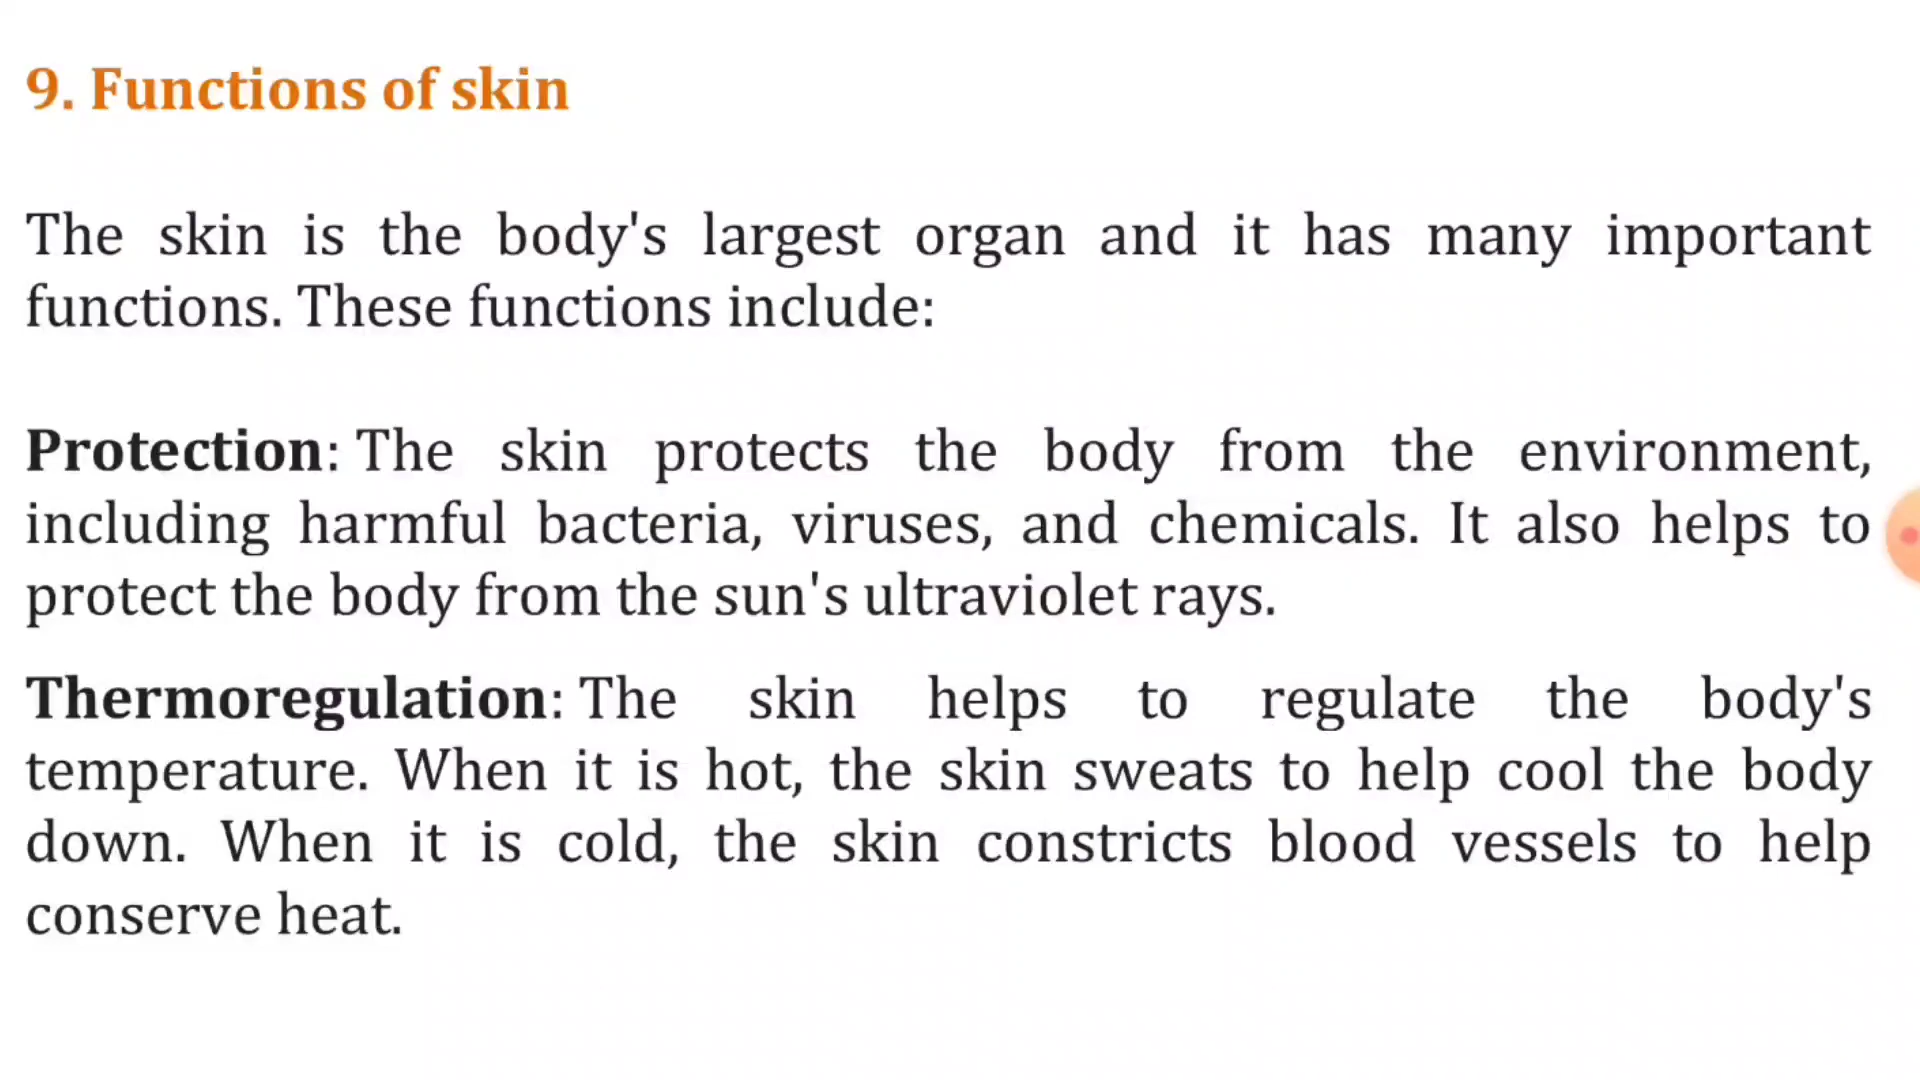 9. Functions of skin
The skin is the body's largest organ and it has many important
functions. These functions include:
Protection: The skin protects the body from the environment,
including harmful bacteria, viruses, and chemicals. It also helps to
protect the body from the sun's ultraviolet rays.
Thermoregulation: The skin helps to regulate the body's
temperature. When it is hot, the skin sweats to help cool the body
down. When it is cold, the skin constricts blood vessels to help
conserve heat.